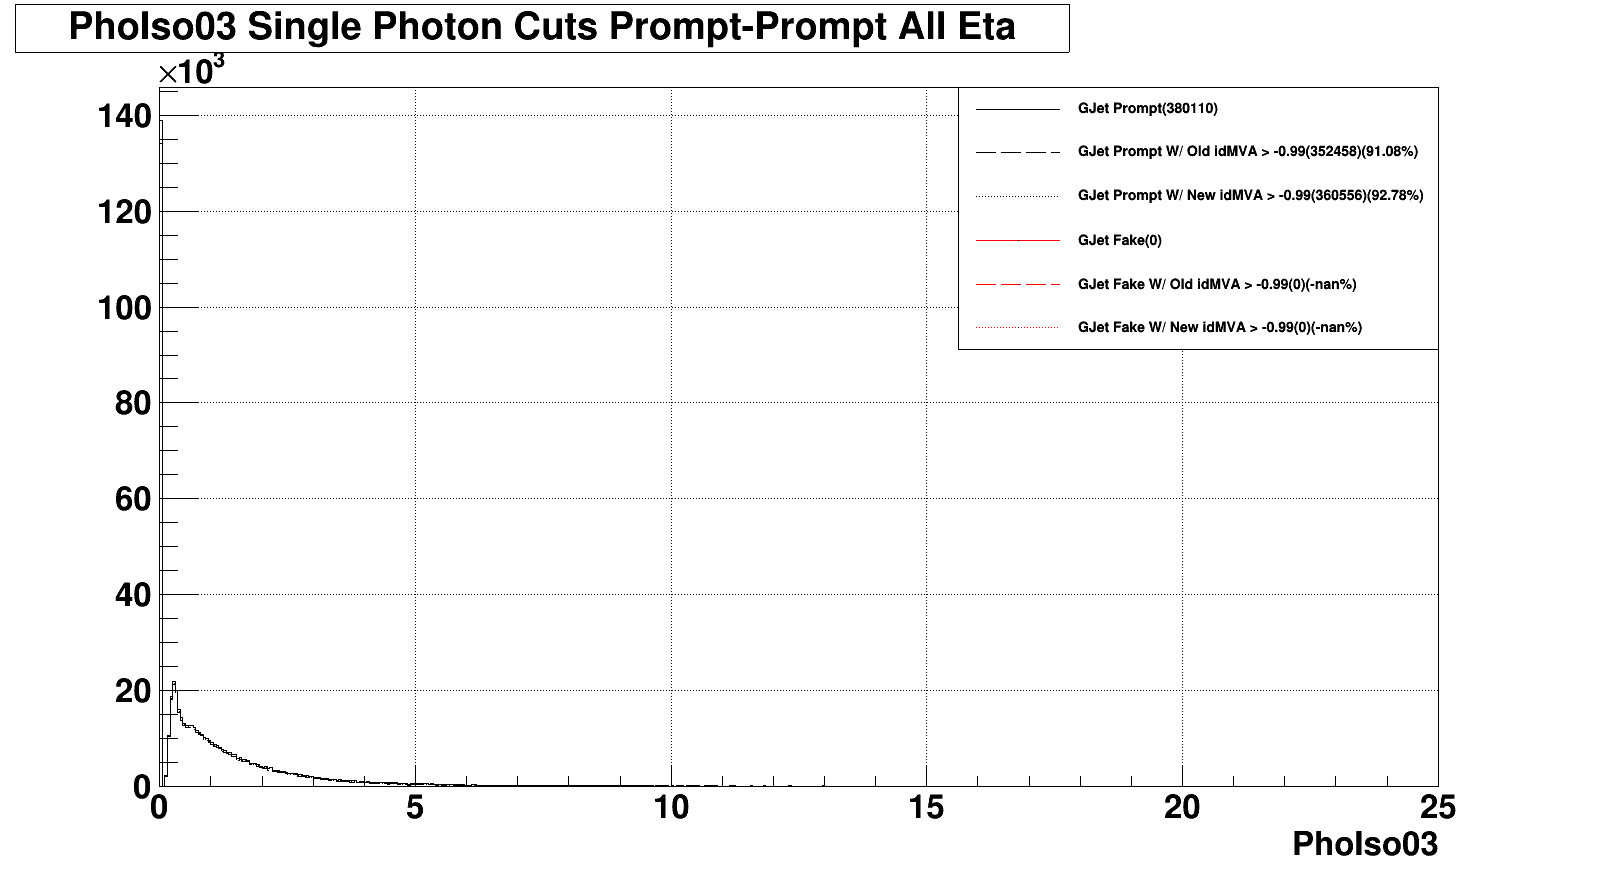 PhoIso03 Single Photon Cuts Prompt-Prompt All Eta
×10³
GJet Prompt(380110)
GJet Prompt W/ Old idMVA > -0.99(352458)(91.08%)
GJet Prompt W/ New idMVA > -0.99(360556)(92.78%)
GJet Fake(0)
GJet Fake W/ Old idMVA > -0.99(0)(-nan%)
GJet Fake W/ New idMVA > -0.99(0)(-nan%)
140
120
100
80
60
40
20
0
0 5 10 15 20 25
PhoIso03